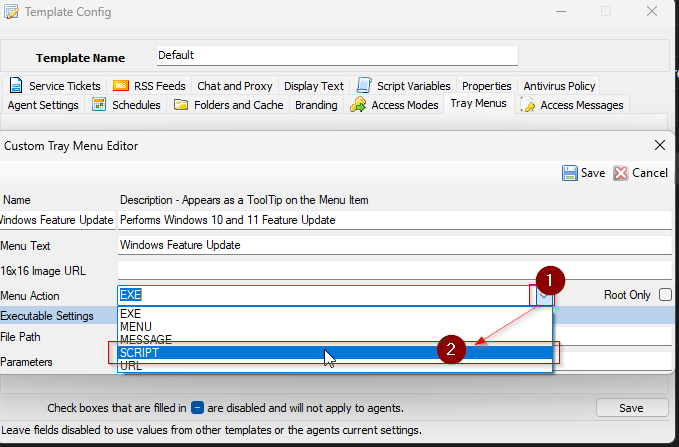 Template Config
Template Name Default
Service Tickets RSS Feeds Chat and Proxy Display Text Script Variables Properties Antivirus Policy
Agent Settings Schedules Folders and Cache Branding Access Modes Tray Menus Access Messages
Custom Tray Menu Editor
Save Cancel
Name Description - Appears as a ToolTip on the Menu Item
Feature Update Performs Windows 10 and 11 Feature Update
Menu Text Windows Feature Update
16x16 Image URL
1
Menu Action EXE Root Only
Executable Settings EXE
File Path MENU
MESSAGE
2
SCRIPT
Parameters URL
Check boxes that are filled in are disabled and will not apply to agents.
Save
Leave fields disabled to use values from other templates or the agents current settings.